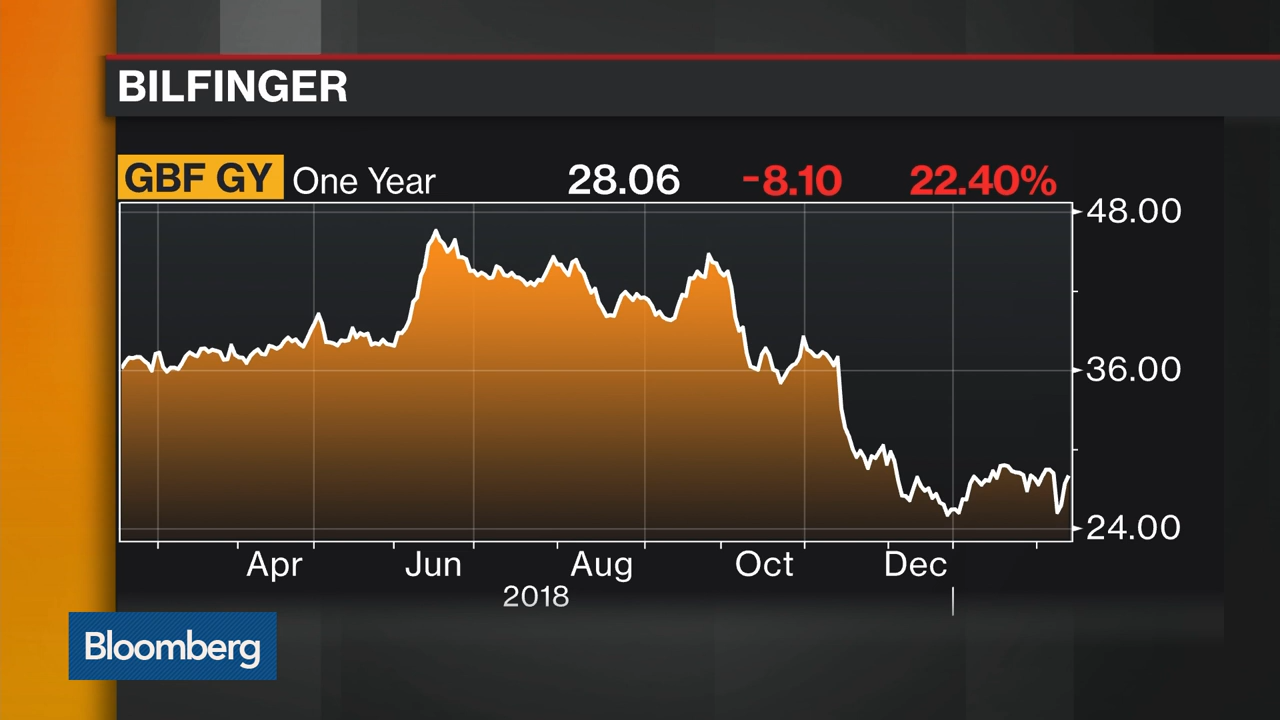 BILFINGER
GBF GY One Year 28.06 -8.10 22.40%
48.00
36.00
24.00
Apr Jun Aug Oct Dec
2018
Bloomberg